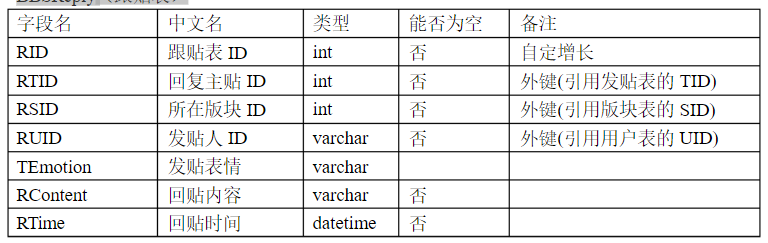 字段名 中文名 类型 能否为空 备注
RID 跟贴表 ID int 否 自定增长
RTID 回复主贴 ID int 否 外键(引用发贴表的 TID)
RSID 所在版块 ID int 否 外键(引用版块表的 SID)
RUID 发贴人 ID varchar 否 外键(引用用户表的 UID)
TEmotion 发贴表情 varchar
RContent 回贴内容 varchar 否
RTime 回贴时间 datetime 否